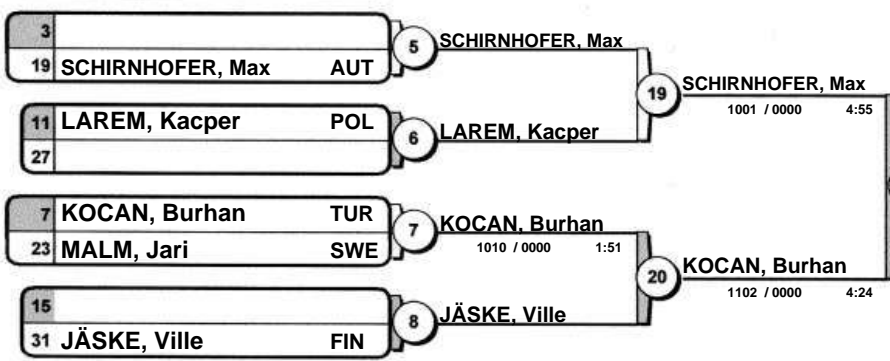 3
19 SCHIRNHOFER, Max AUT
5
SCHIRNHOFER, Max
11 LAREM, Kacper POL
27
6
LAREM, Kacper
19
SCHIRNHOFER, Max
1001 / 0000 4:55
7 KOCAN, Burhan TUR
23 MALM, Jari SWE
7
KOCAN, Burhan
1010 / 0000 1:51
15
31 JÄSKE, Ville FIN
8
JÄSKE, Ville
20
KOCAN, Burhan
1102 / 0000 4:24